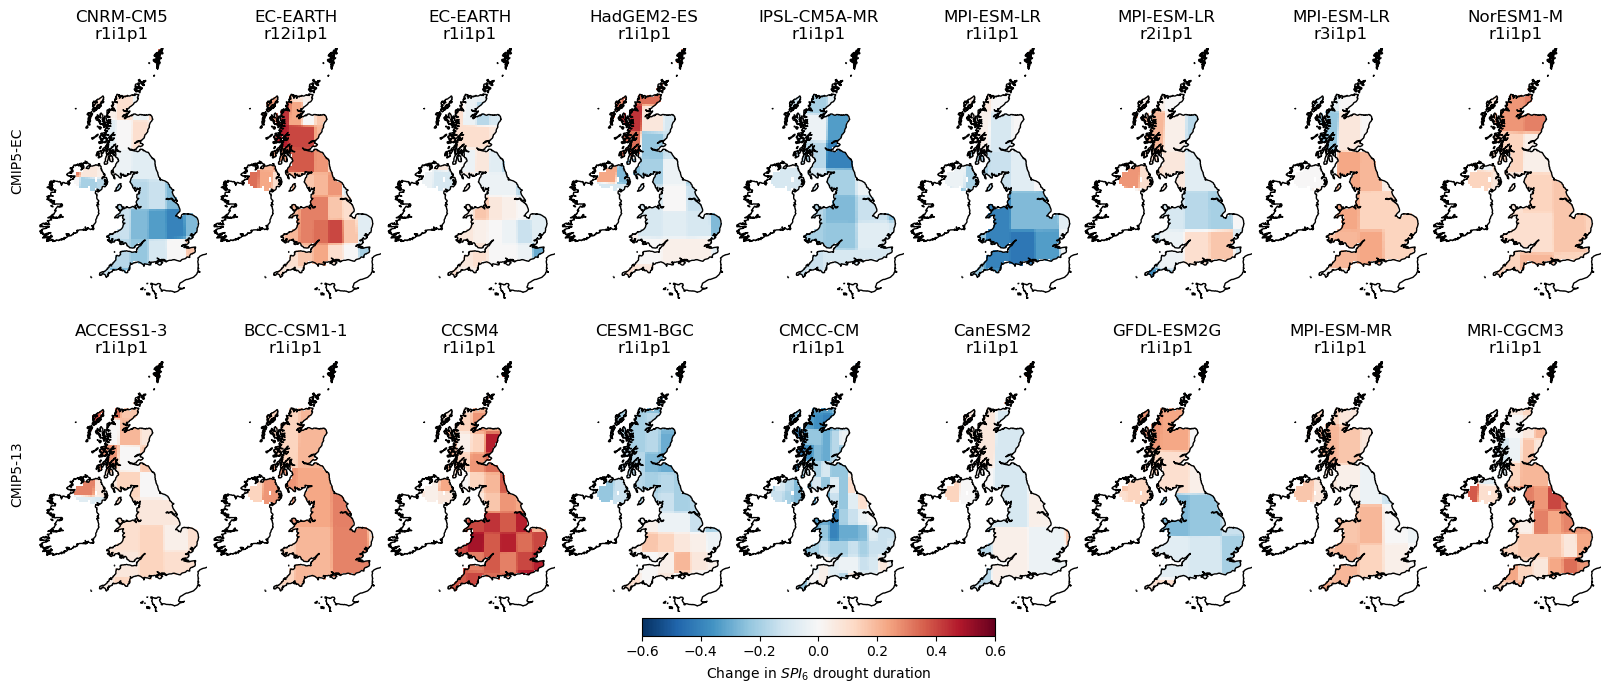 CNRM-CM5 EC-EARTH EC-EARTH HadGEM2-ES IPSL-CM5A-MR MPI-ESM-LR MPI-ESM-LR MPI-ESM-LR NorESM1-M
r1i1p1 r12i1p1 r1i1p1 r1i1p1 r1i1p1 r1i1p1 r2i1p1 r3i1p1 r1i1p1
CMIP5-EC
ACCESS1-3 BCC-CSM1-1 CCSM4 CESM1-BGC CMCC-CM CanESM2 GFDL-ESM2G MPI-ESM-MR MRI-CGCM3
r1i1p1 r1i1p1 r1i1p1 r1i1p1 r1i1p1 r1i1p1 r1i1p1 r1i1p1 r1i1p1
CMIP5-13
−0.6 −0.4 −0.2 0.0 0.2 0.4 0.6
Change in SPI₆ drought duration